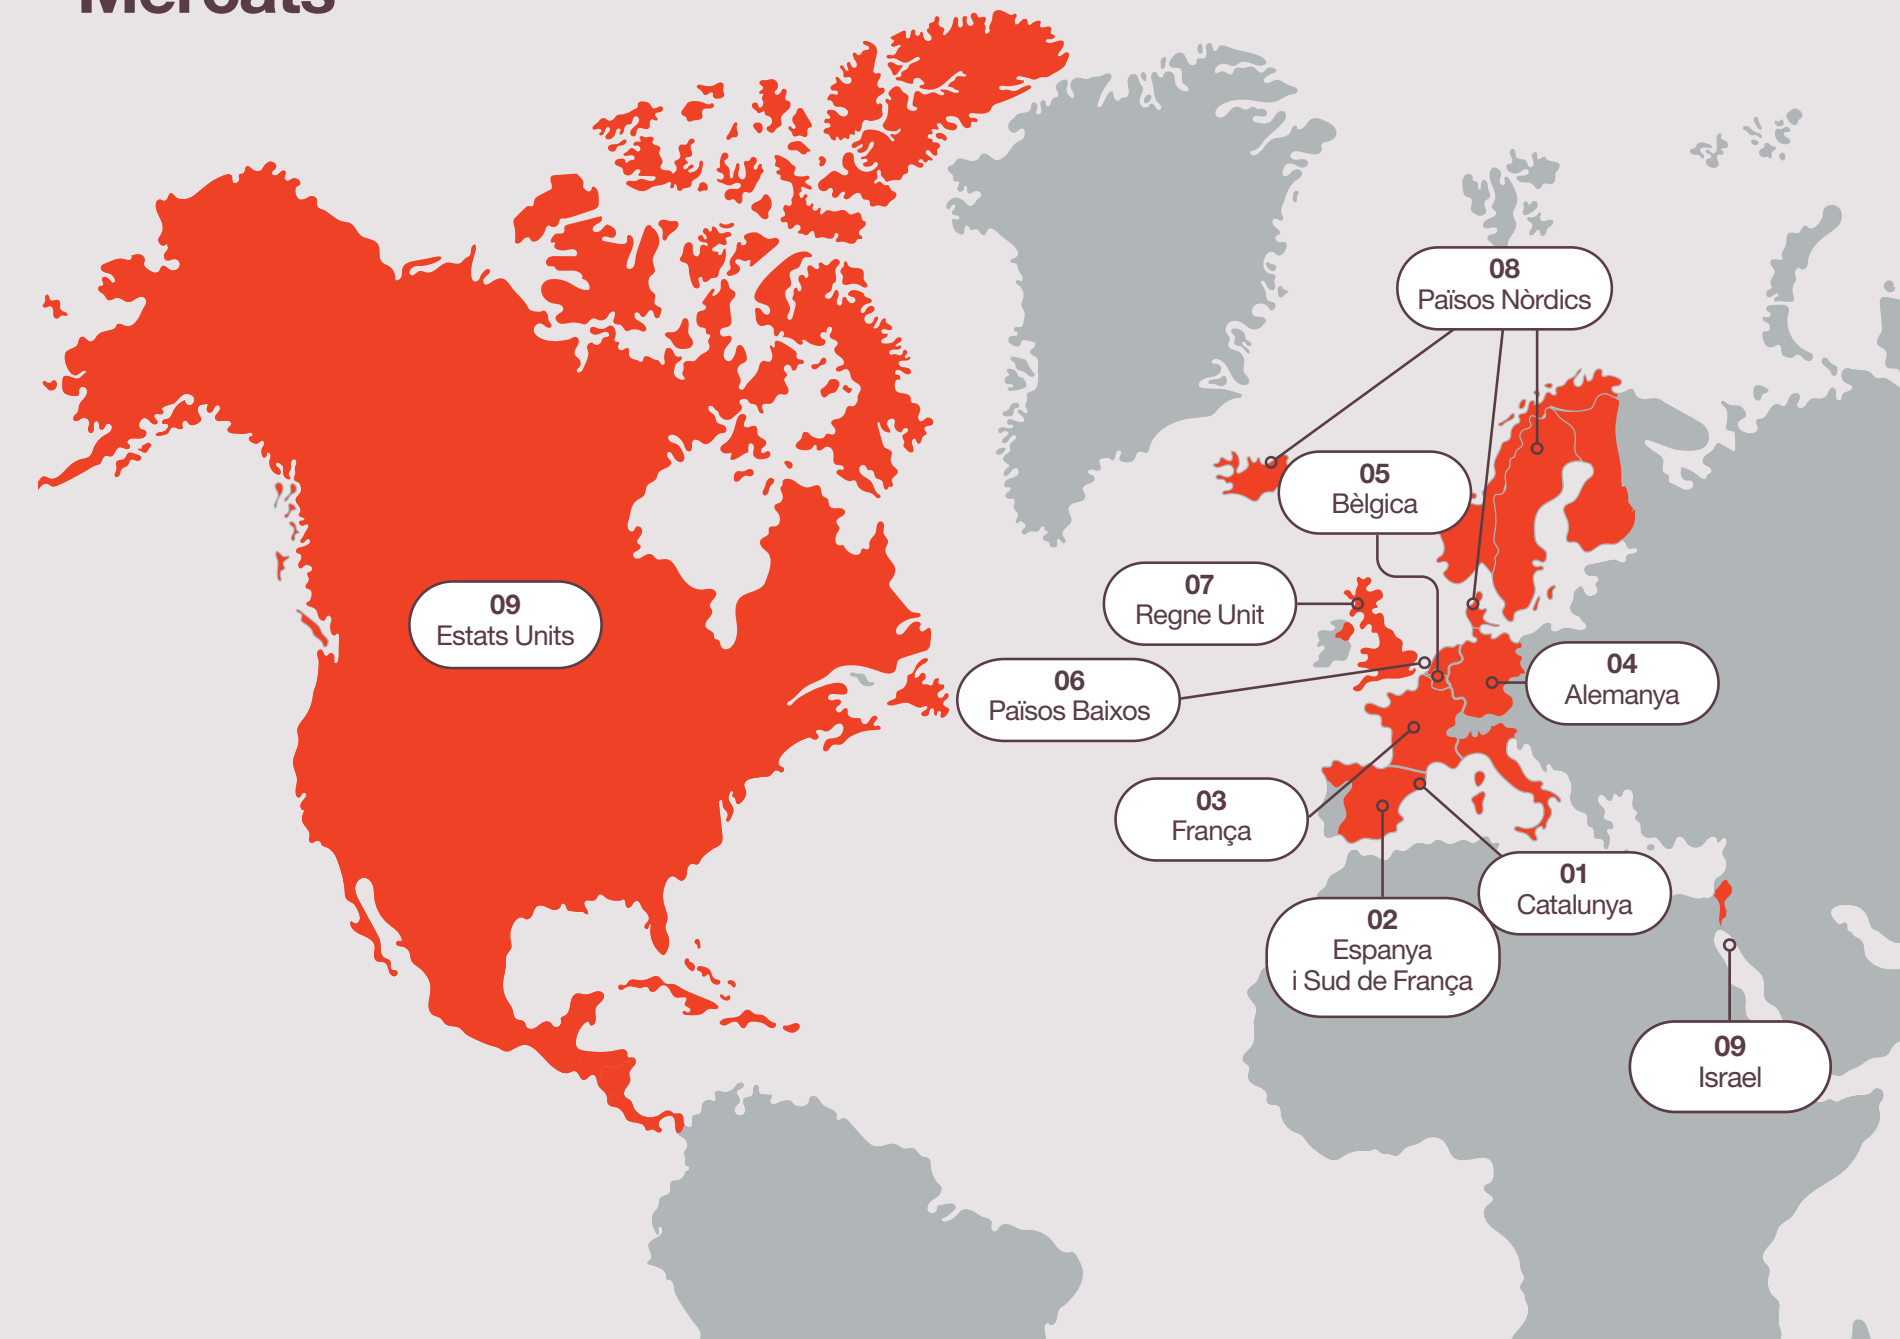 Mercats
08
Països Nòrdics
05
Bèlgica
07
Regne Unit
09
Estats Units
06
Països Baixos
04
Alemanya
03
França
01
Catalunya
02
Espanya
i Sud de França
09
Israel